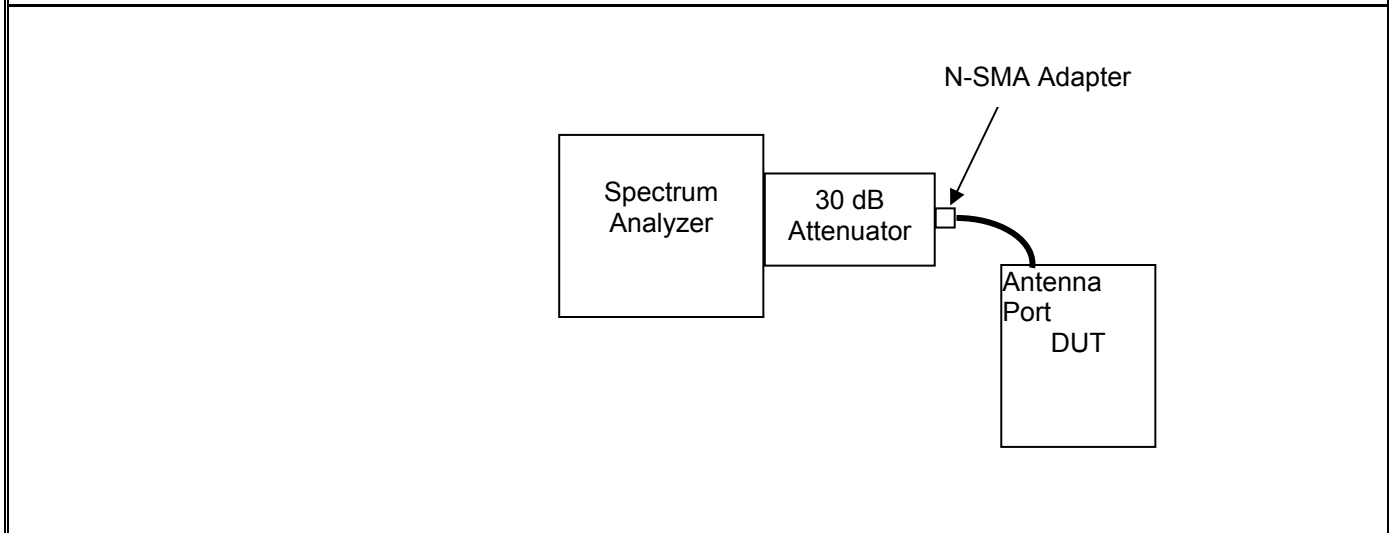 N-SMA Adapter
Spectrum
Analyzer
30 dB
Attenuator
Antenna
Port
DUT